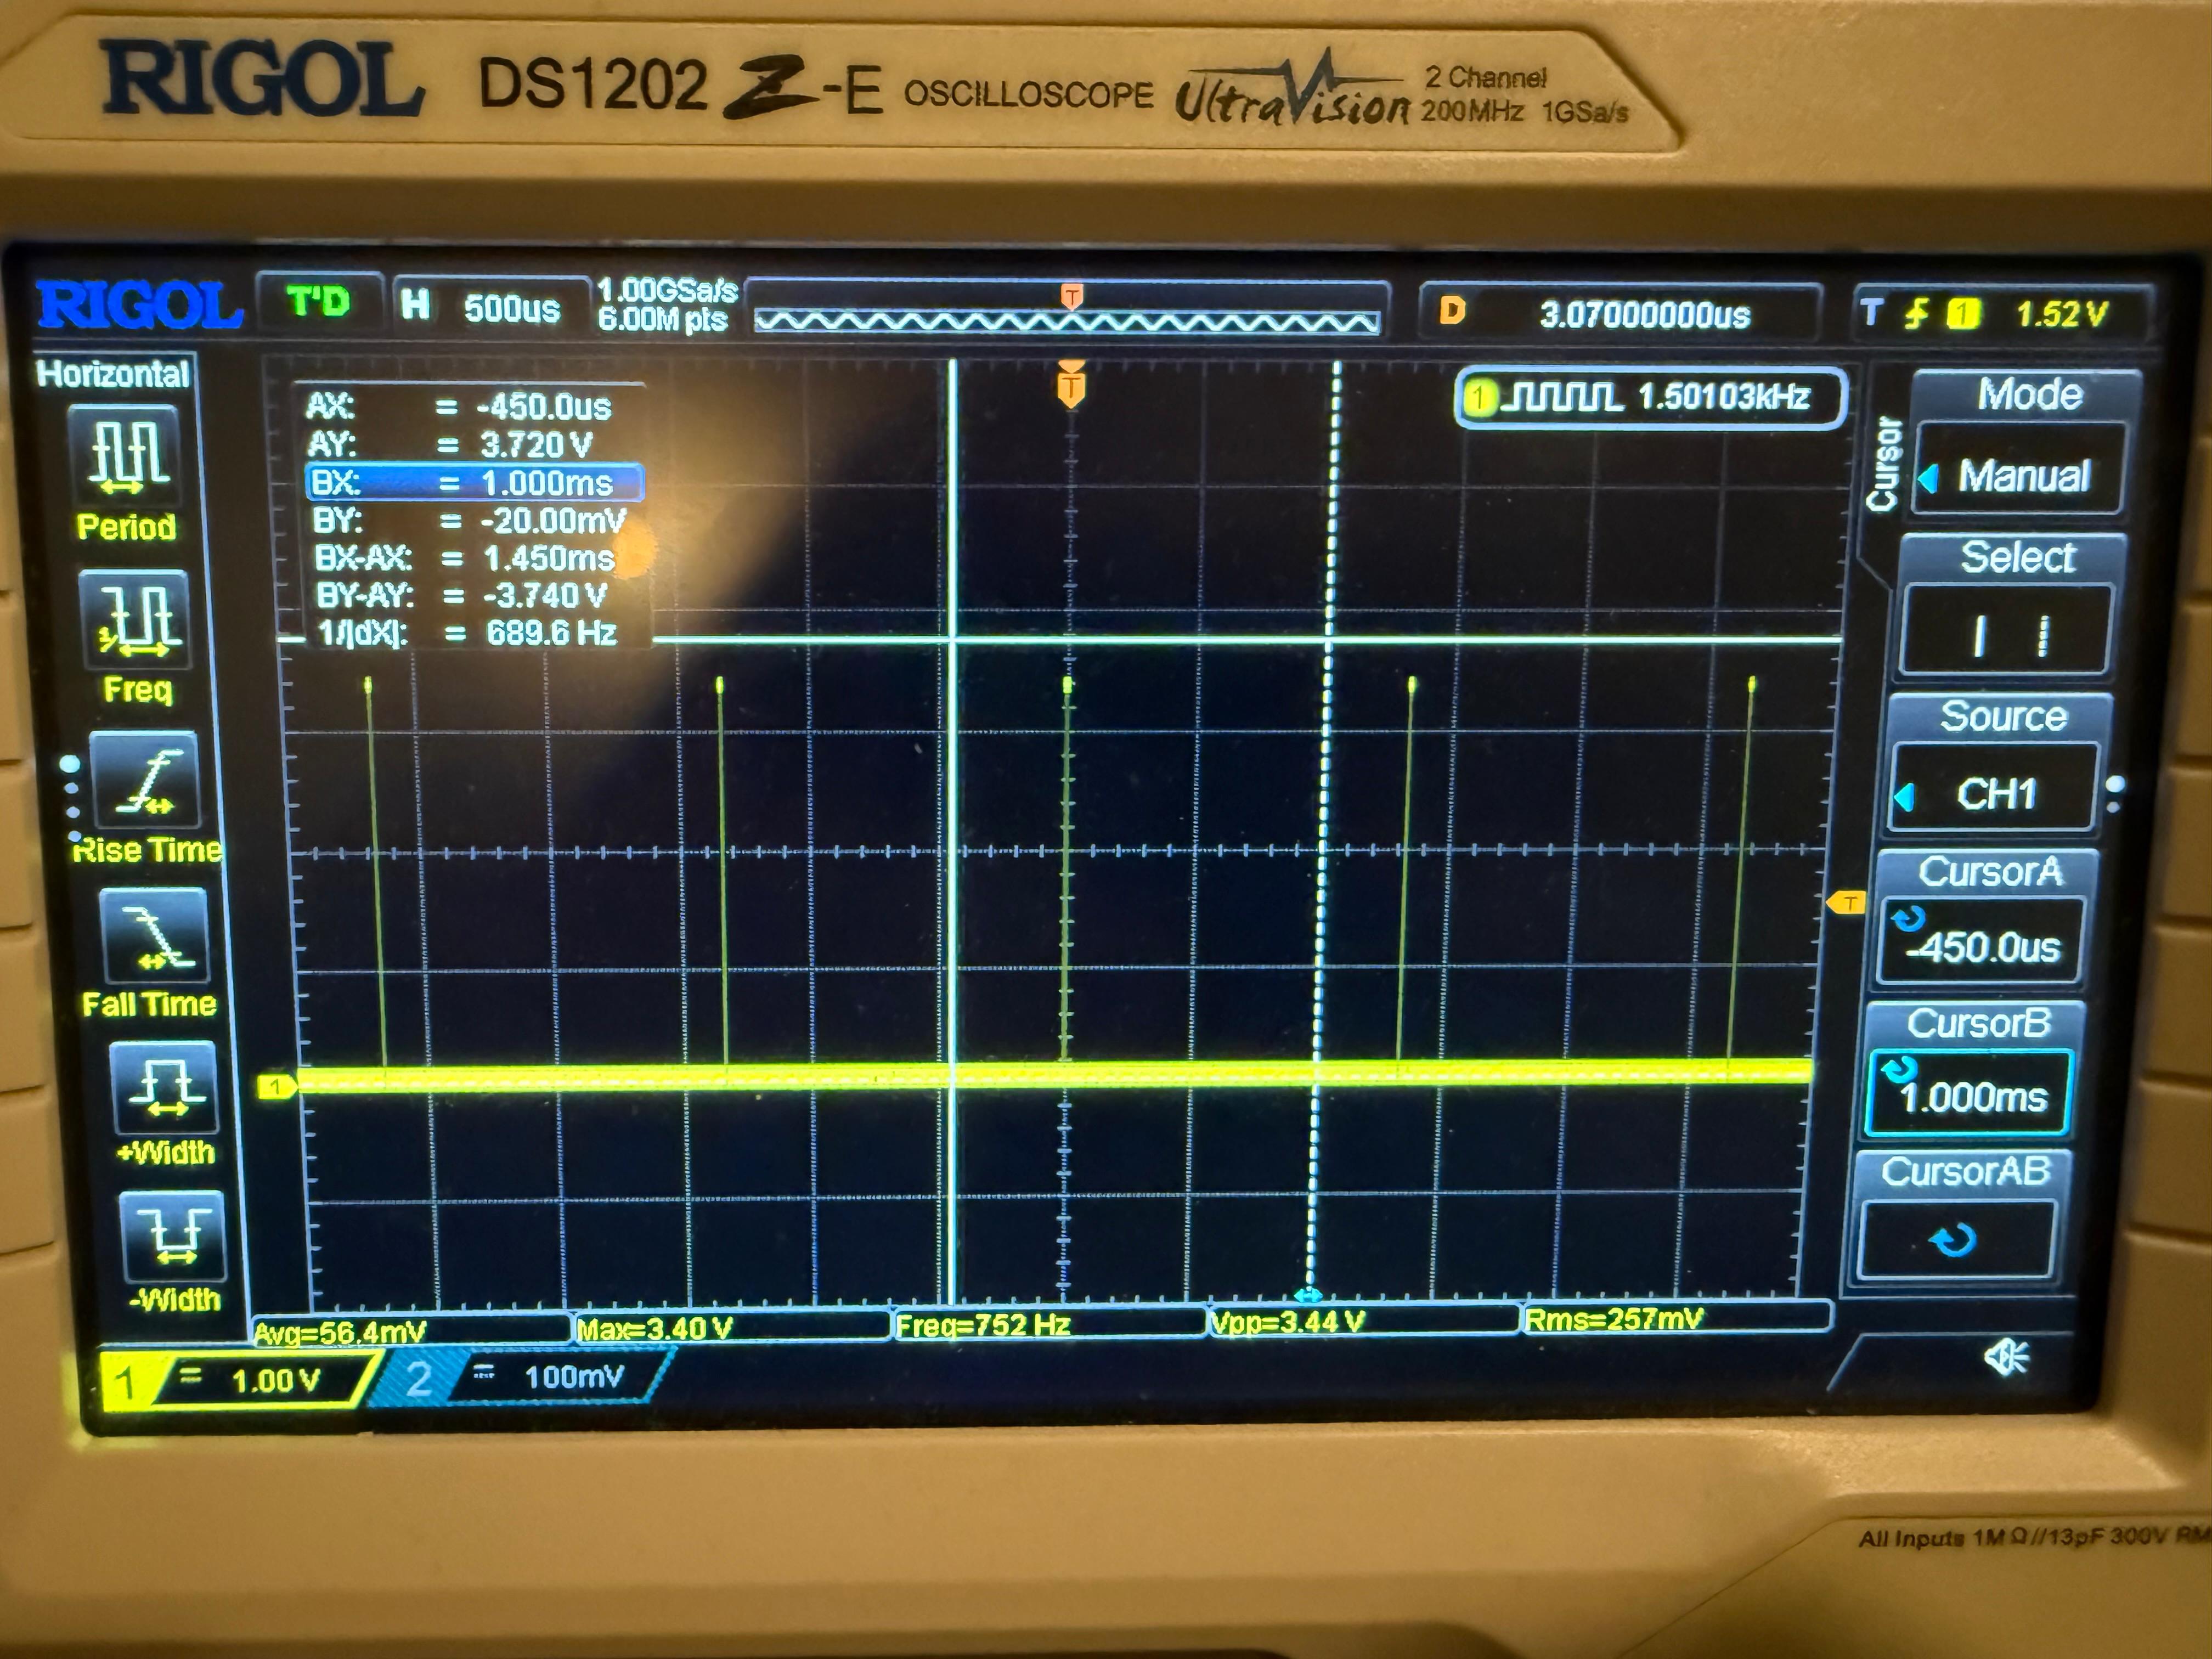 RIGOL DS1202 Z-E OSCILLOSCOPE UltraVision 2 Channel
200MHz 1GSa/s
RIGOL T'D H 500us 1.00GSa/s
6.00M pts
T
D 3.07000000us T 1 1.52 V
Horizontal
Period
Freq
Rise Time
Fall Time
+Width
-Width
AX: = -450.0us
AY: = 3.720 V
BX: = 1.000ms
BY: = -20.00mV
BX-AX: = 1.450ms
BY-AY: = -3.740 V
1/|dX|: = 689.6 Hz
T
1 1.50103kHz
T
1
Cursor
Mode
Manual
Select
Source
CH1
CursorA
-450.0us
CursorB
1.000ms
CursorAB
Avg=56.4mV Max=3.40 V Freq=752 Hz Vpp=3.44 V Rms=257mV
1 1.00 V 2 100mV
All Inputs 1MΩ//13pF 300V RM